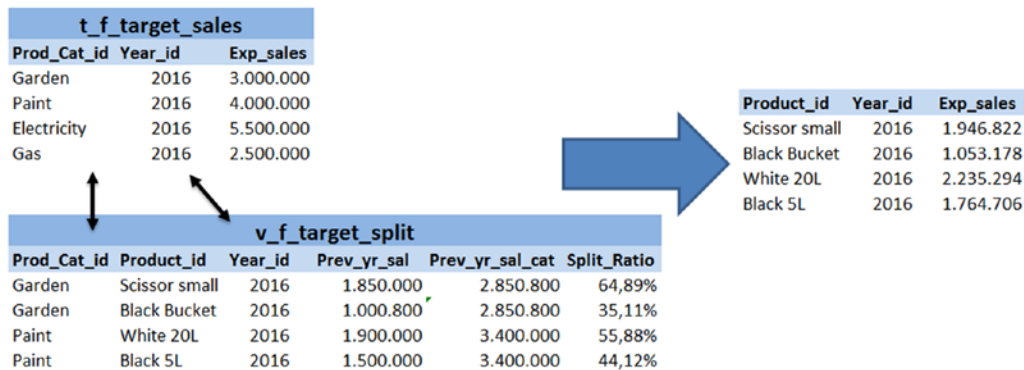 t_f_target_sales
Prod_Cat_id Year_id Exp_sales
Garden 2016 3.000.000
Paint 2016 4.000.000
Electricity 2016 5.500.000
Gas 2016 2.500.000
v_f_target_split
Prod_Cat_id Product_id Year_id Prev_yr_sal Prev_yr_sal_cat Split_Ratio
Garden Scissor small 2016 1.850.000 2.850.800 64,89%
Garden Black Bucket 2016 1.000.800 2.850.800 35,11%
Paint White 20L 2016 1.900.000 3.400.000 55,88%
Paint Black 5L 2016 1.500.000 3.400.000 44,12%
Product_id Year_id Exp_sales
Scissor small 2016 1.946.822
Black Bucket 2016 1.053.178
White 20L 2016 2.235.294
Black 5L 2016 1.764.706